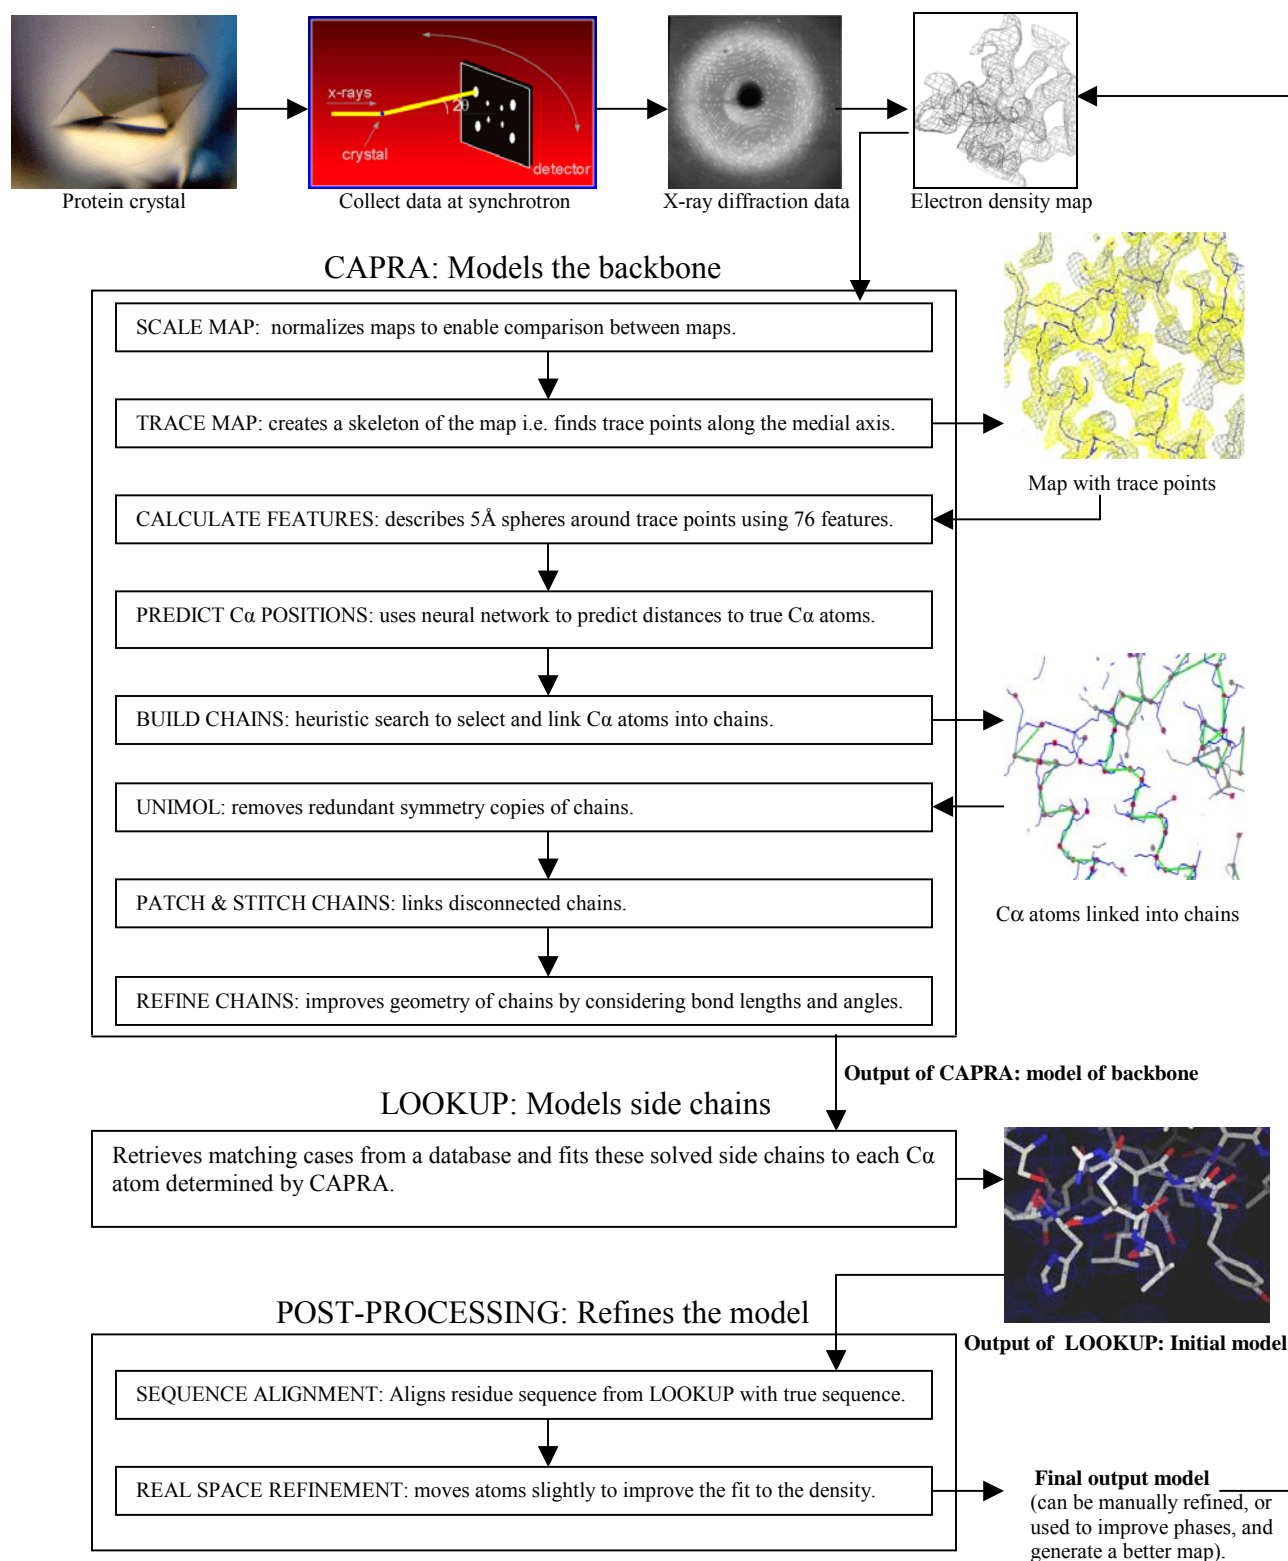 x-rays
2θ
crystal
detector
Protein crystal
Collect data at synchrotron
X-ray diffraction data
Electron density map
CAPRA: Models the backbone
SCALE MAP: normalizes maps to enable comparison between maps.
TRACE MAP: creates a skeleton of the map i.e. finds trace points along the medial axis.
Map with trace points
CALCULATE FEATURES: describes 5Å spheres around trace points using 76 features.
PREDICT Cα POSITIONS: uses neural network to predict distances to true Cα atoms.
BUILD CHAINS: heuristic search to select and link Cα atoms into chains.
UNIMOL: removes redundant symmetry copies of chains.
PATCH & STITCH CHAINS: links disconnected chains.
Cα atoms linked into chains
REFINE CHAINS: improves geometry of chains by considering bond lengths and angles.
Output of CAPRA: model of backbone
LOOKUP: Models side chains
Retrieves matching cases from a database and fits these solved side chains to each Cα
atom determined by CAPRA.
POST-PROCESSING: Refines the model
Output of LOOKUP: Initial model
SEQUENCE ALIGNMENT: Aligns residue sequence from LOOKUP with true sequence.
REAL SPACE REFINEMENT: moves atoms slightly to improve the fit to the density.
Final output model
(can be manually refined, or
used to improve phases, and
generate a better map).